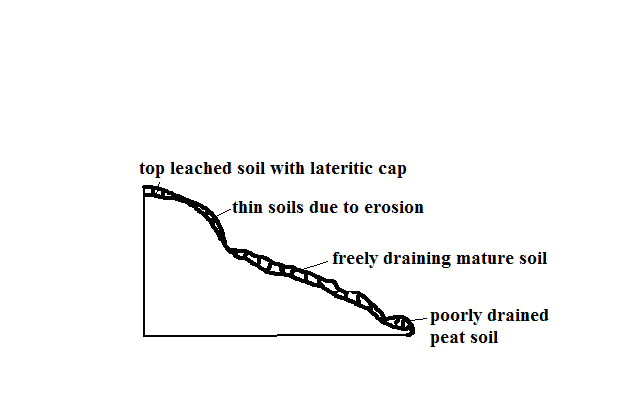 top leached soil with lateritic cap
thin soils due to erosion
freely draining mature soil
poorly drained
peat soil